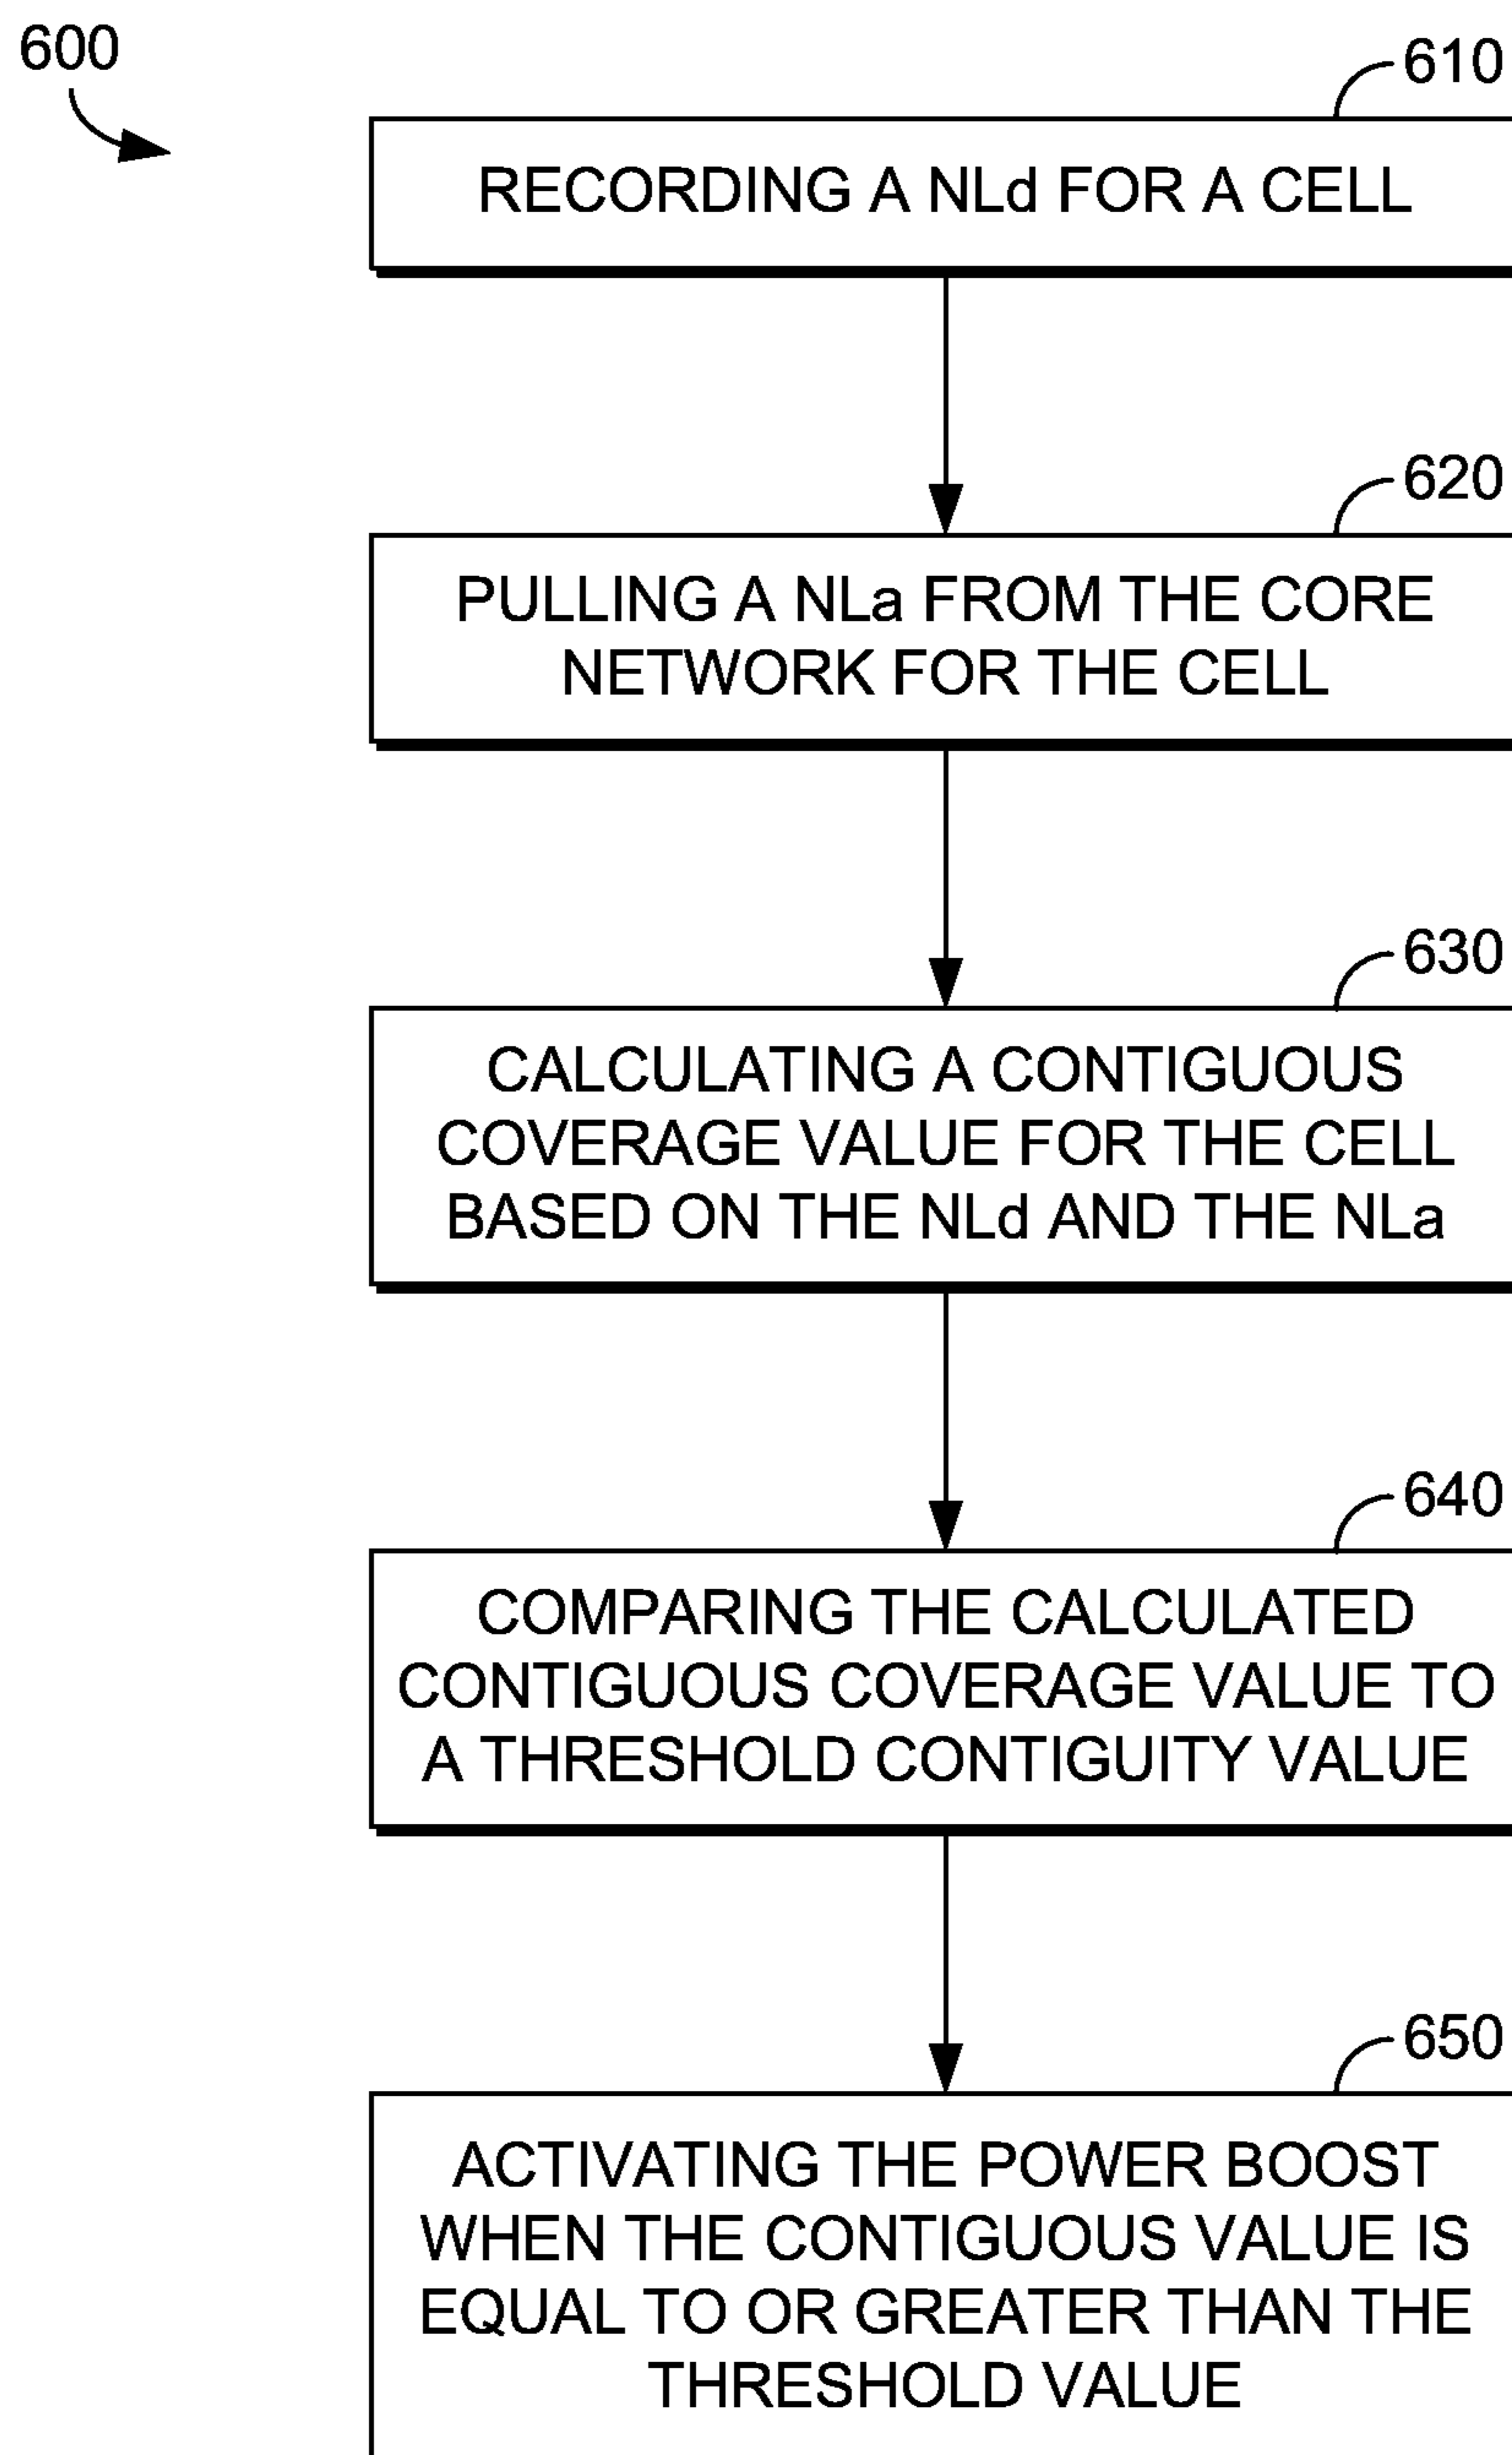 600
610
RECORDING A NLd FOR A CELL
620
PULLING A NLa FROM THE CORE
NETWORK FOR THE CELL
630
CALCULATING A CONTIGUOUS
COVERAGE VALUE FOR THE CELL
BASED ON THE NLd AND THE NLa
640
COMPARING THE CALCULATED
CONTIGUOUS COVERAGE VALUE TO
A THRESHOLD CONTIGUITY VALUE
650
ACTIVATING THE POWER BOOST
WHEN THE CONTIGUOUS VALUE IS
EQUAL TO OR GREATER THAN THE
THRESHOLD VALUE